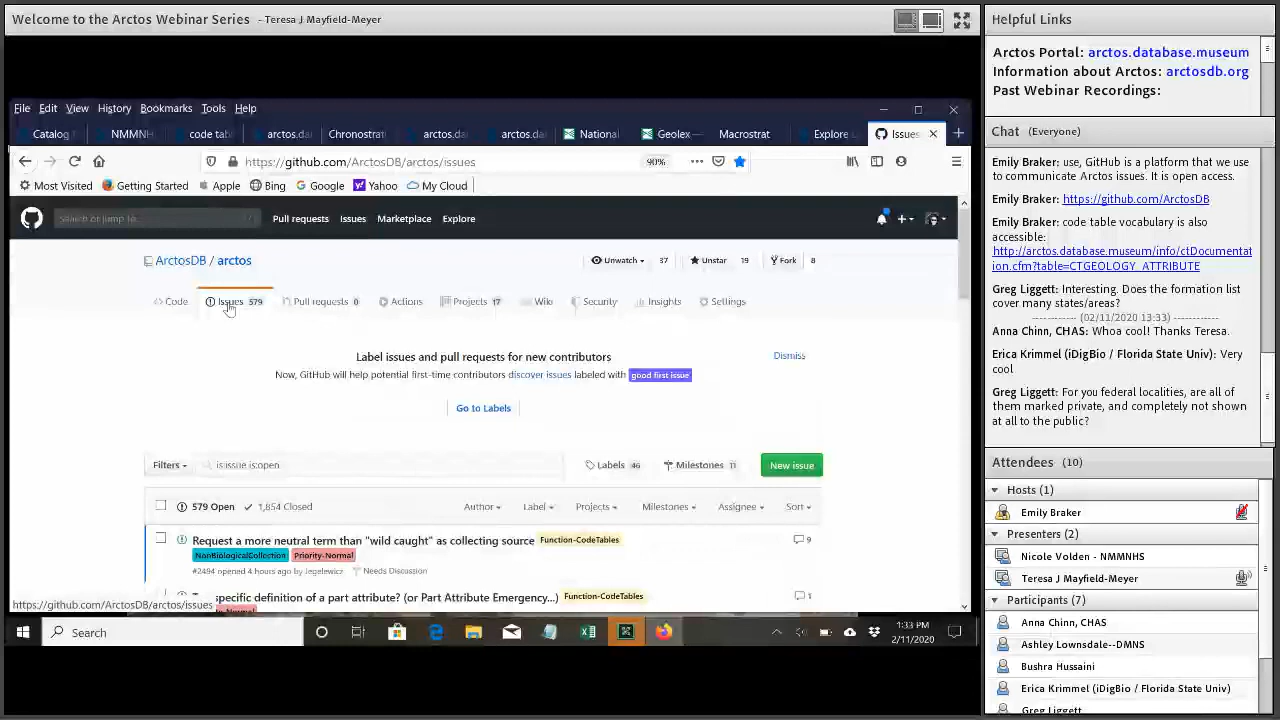 Welcome to the Arctos Webinar Series - Teresa J Mayfield-Meyer
File Edit View History Bookmarks Tools Help
Catalog NMMNH code tab arctos.da Chronostrat arctos.da arctos.da National Geolex — Macrostrat Explore Issues
https://github.com/ArctosDB/arctos/issues 90%
Most Visited Getting Started Apple Bing Google Yahoo My Cloud
Search or jump to... / Pull requests Issues Marketplace Explore
ArctosDB / arctos Unwatch 37 Unstar 19 Fork 8
Code Issues 579 Pull requests 0 Actions Projects 17 Wiki Security Insights Settings
Label issues and pull requests for new contributors
Dismiss
Now, GitHub will help potential first-time contributors discover issues labeled with good first issue
Go to Labels
Filters is:issue is:open Labels 46 Milestones 11 New issue
579 Open 1,854 Closed Author Label Projects Milestones Assignee Sort
Request a more neutral term than "wild caught" as collecting source Function-CodeTables 9
NonBiologicalCollection Priority-Normal
#2494 opened 4 hours ago by Jegelewicz Needs Discussion
specific definition of a part attribute? (or Part Attribute Emergency...) Function-CodeTables 1
https://github.com/ArctosDB/arctos/issues
Search
1:33 PM
2/11/2020
Helpful Links
Arctos Portal: arctos.database.museum
Information about Arctos: arctosdb.org
Past Webinar Recordings:
Chat (Everyone)
Emily Braker: use, GitHub is a platform that we use
to communicate Arctos issues. It is open access.
Emily Braker: https://github.com/ArctosDB
Emily Braker: code table vocabulary is also
accessible:
http://arctos.database.museum/info/ctDocumentat
ion.cfm?table=CTGEOLOGY_ATTRIBUTE
Greg Liggett: Interesting. Does the formation list
cover many states/areas?
------------ (02/11/2020 13:33) ------------
Anna Chinn, CHAS: Whoa cool! Thanks Teresa.
Erica Krimmel (iDigBio / Florida State Univ): Very
cool
Greg Liggett: For you federal localities, are all of
them marked private, and completely not shown
at all to the public?
Attendees (10)
Hosts (1)
Emily Braker
Presenters (2)
Nicole Volden - NMMNHS
Teresa J Mayfield-Meyer
Participants (7)
Anna Chinn, CHAS
Ashley Lownsdale--DMNS
Bushra Hussaini
Erica Krimmel (iDigBio / Florida State Univ)
Greg Liggett